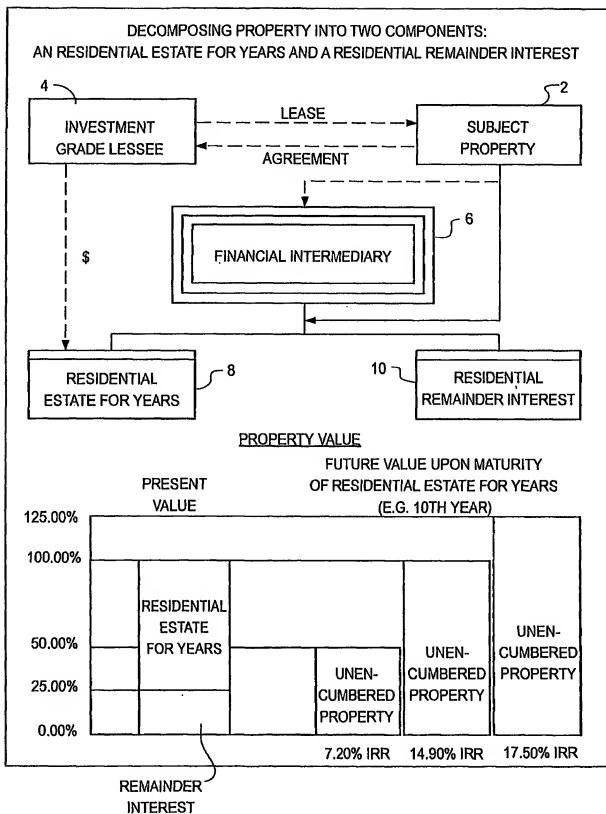 DECOMPOSING PROPERTY INTO TWO COMPONENTS:
AN RESIDENTIAL ESTATE FOR YEARS AND A RESIDENTIAL REMAINDER INTEREST
4
2
INVESTMENT
GRADE LESSEE
LEASE
AGREEMENT
SUBJECT
PROPERTY
6
FINANCIAL INTERMEDIARY
$
RESIDENTIAL
ESTATE FOR YEARS
8
10
RESIDENTIAL
REMAINDER INTEREST
PROPERTY VALUE
PRESENT
VALUE
FUTURE VALUE UPON MATURITY
OF RESIDENTIAL ESTATE FOR YEARS
(E.G. 10TH YEAR)
125.00%
100.00%
50.00%
25.00%
0.00%
RESIDENTIAL
ESTATE
FOR YEARS
UNEN-
CUMBERED
PROPERTY
UNEN-
CUMBERED
PROPERTY
UNEN-
CUMBERED
PROPERTY
7.20% IRR
14.90% IRR
17.50% IRR
REMAINDER
INTEREST